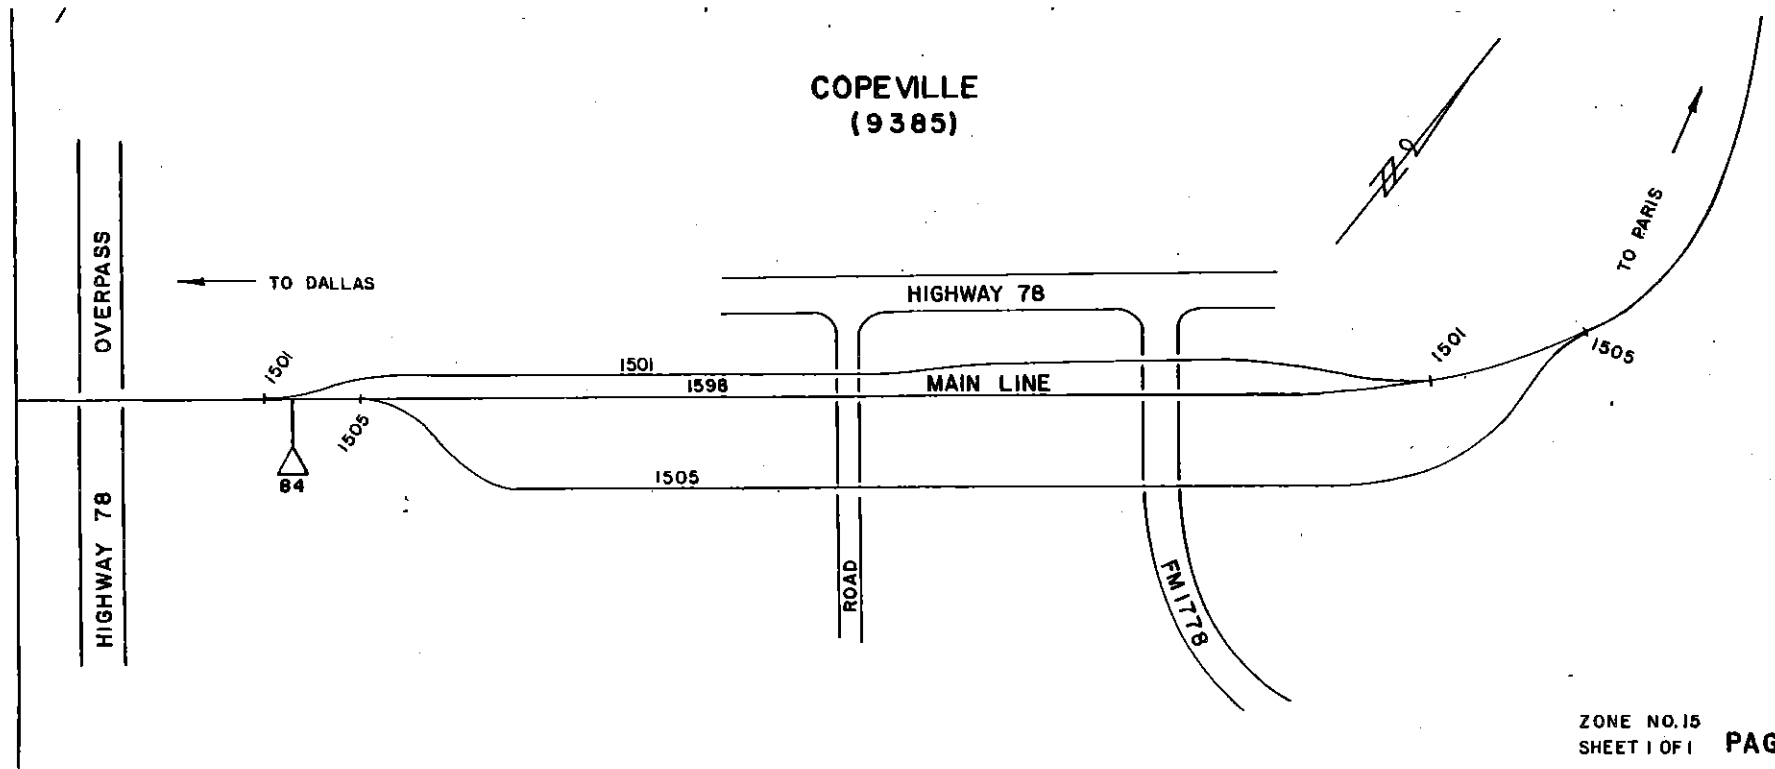 COPEVILLE
(9385)
OVERPASS
HIGHWAY 78
TO DALLAS
HIGHWAY 78
TO PARIS
1501
1501
1598
MAIN LINE
1501
1505
1505
84
1505
ROAD
FM 1778
ZONE NO. 15
SHEET 1 OF 1
PAG